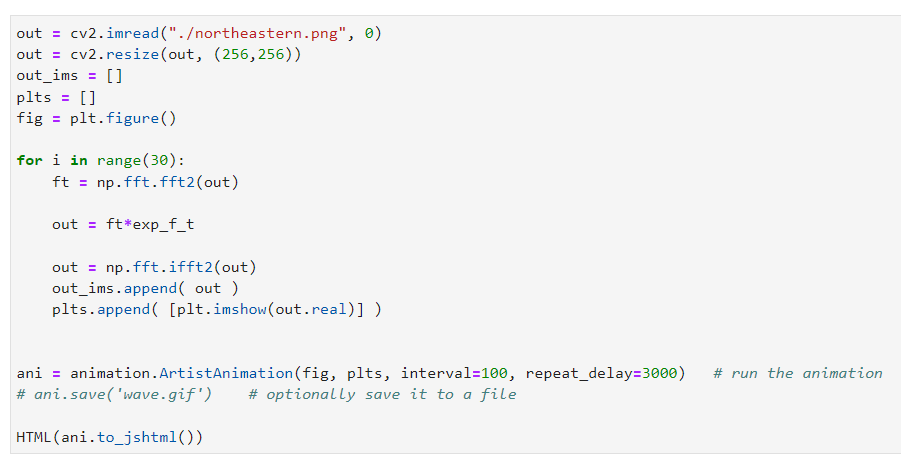 out = cv2.imread("./northeastern.png", 0)
out = cv2.resize(out, (256,256))
out_ims = []
plts = []
fig = plt.figure()

for i in range(30):
    ft = np.fft.fft2(out)

    out = ft*exp_f_t

    out = np.fft.ifft2(out)
    out_ims.append( out )
    plts.append( [plt.imshow(out.real)] )


ani = animation.ArtistAnimation(fig, plts, interval=100, repeat_delay=3000)   # run the animation
# ani.save('wave.gif')    # optionally save it to a file

HTML(ani.to_jshtml())